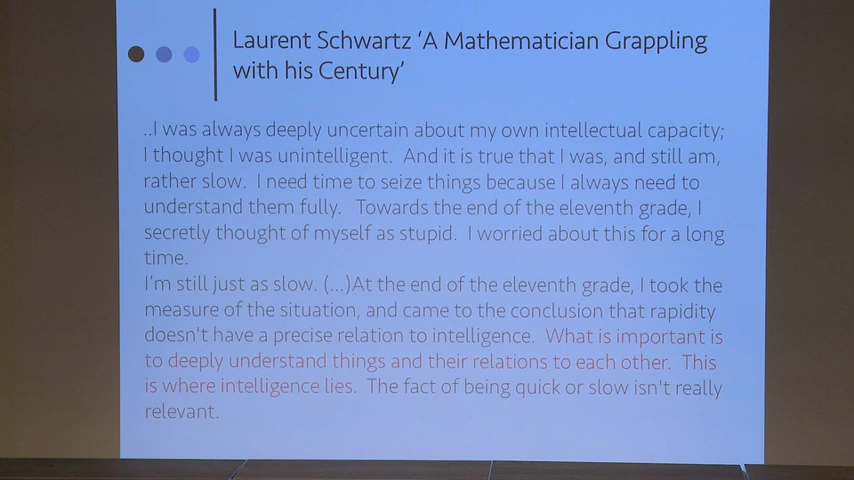 Laurent Schwartz ‘A Mathematician Grappling
with his Century’
..I was always deeply uncertain about my own intellectual capacity;
I thought I was unintelligent. And it is true that I was, and still am,
rather slow. I need time to seize things because I always need to
understand them fully. Towards the end of the eleventh grade, I
secretly thought of myself as stupid. I worried about this for a long
time.
I'm still just as slow. (...)At the end of the eleventh grade, I took the
measure of the situation, and came to the conclusion that rapidity
doesn't have a precise relation to intelligence. What is important is
to deeply understand things and their relations to each other. This
is where intelligence lies. The fact of being quick or slow isn't really
relevant.